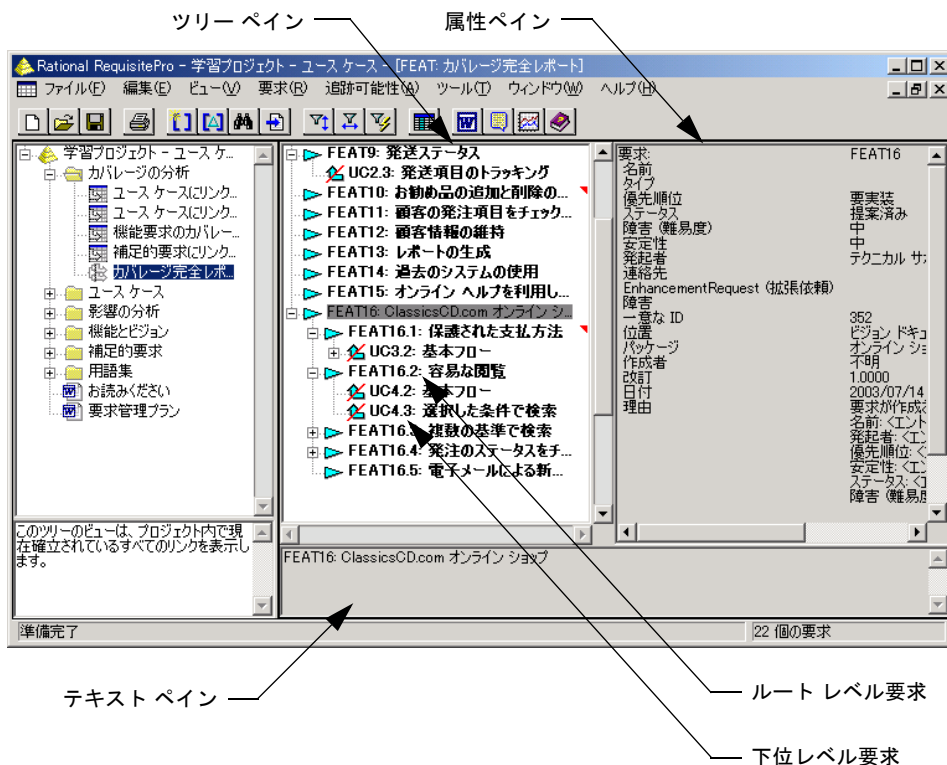 ツリー ペイン
属性ペイン
Rational RequisitePro - 学習プロジェクト - ユース ケース - [FEAT: カバレージ完全レポート]
ファイル(F) 編集(E) ビュー(V) 要求(R) 追跡可能性(A) ツール(T) ウィンドウ(W) ヘルプ(H)
学習プロジェクト - ユース ケ...
カバレージの分析
ユース ケースにリンク...
ユース ケースにリンク...
機能要求のカバレー...
補足的要求にリンク...
カバレージ完全レポ...
ユース ケース
影響の分析
機能とビジョン
補足的要求
用語集
お読みください
要求管理プラン
このツリーのビューは、プロジェクト内で現
在確立されているすべてのリンクを表示し
ます。
FEAT9: 発送ステータス
UC2.3: 発送項目のトラッキング
FEAT10: お勧め品の追加と削除の...
FEAT11: 顧客の発注項目をチェック...
FEAT12: 顧客情報の維持
FEAT13: レポートの生成
FEAT14: 過去のシステムの使用
FEAT15: オンライン ヘルプを利用し...
FEAT16: ClassicsCD.com オンライン シ...
FEAT16.1: 保護された支払方法
UC3.2: 基本フロー
FEAT16.2: 容易な閲覧
UC4.2: 基本フロー
UC4.3: 選択した条件で検索
FEAT16.3: 複数の基準で検索
FEAT16.4: 発注のステータスをチ...
FEAT16.5: 電子メールによる新...
要求: FEAT16
名前
タイプ
優先順位 要実装
ステータス 提案済み
障害 (難易度) 中
安定性 中
発起者 テクニカル サ
連絡先
EnhancementRequest (拡張依頼)
障害
一意な ID 352
位置 ビジョン ドキュ
パッケージ オンライン ショ
作成者 不明
改訂 1.0000
日付 2003/07/14
理由 要求が作成さ
名前: <エント
発起者: <エン
優先順位: <
安定性: <エン
ステータス: <エ
障害 (難易度
FEAT16: ClassicsCD.com オンライン ショップ
準備完了
22 個の要求
テキスト ペイン
ルート レベル要求
下位レベル要求